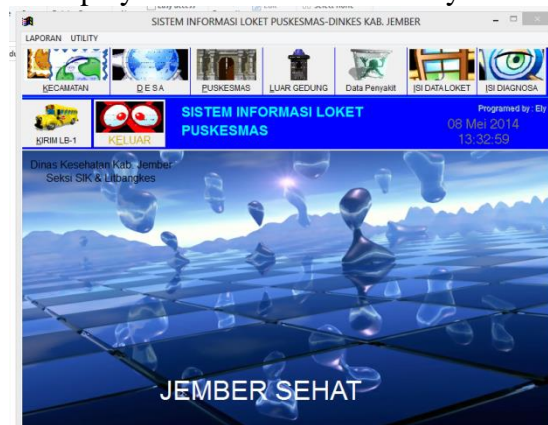 SISTEM INFORMASI LOKET PUSKESMAS-DINKES KAB. JEMBER
LAPORAN UTILITY
KECAMATAN
D E S A
PUSKESMAS
LUAR GEDUNG
Data Penyakit
ISI DATA LOKET
ISI DIAGNOSA
KIRIM LB-1
KELUAR
SISTEM INFORMASI LOKET
PUSKESMAS
Programed by : Ely
08 Mei 2014
13:32:59
Dinas Kesehatan Kab. Jember
Seksi SIK & Litbangkes
JEMBER SEHAT